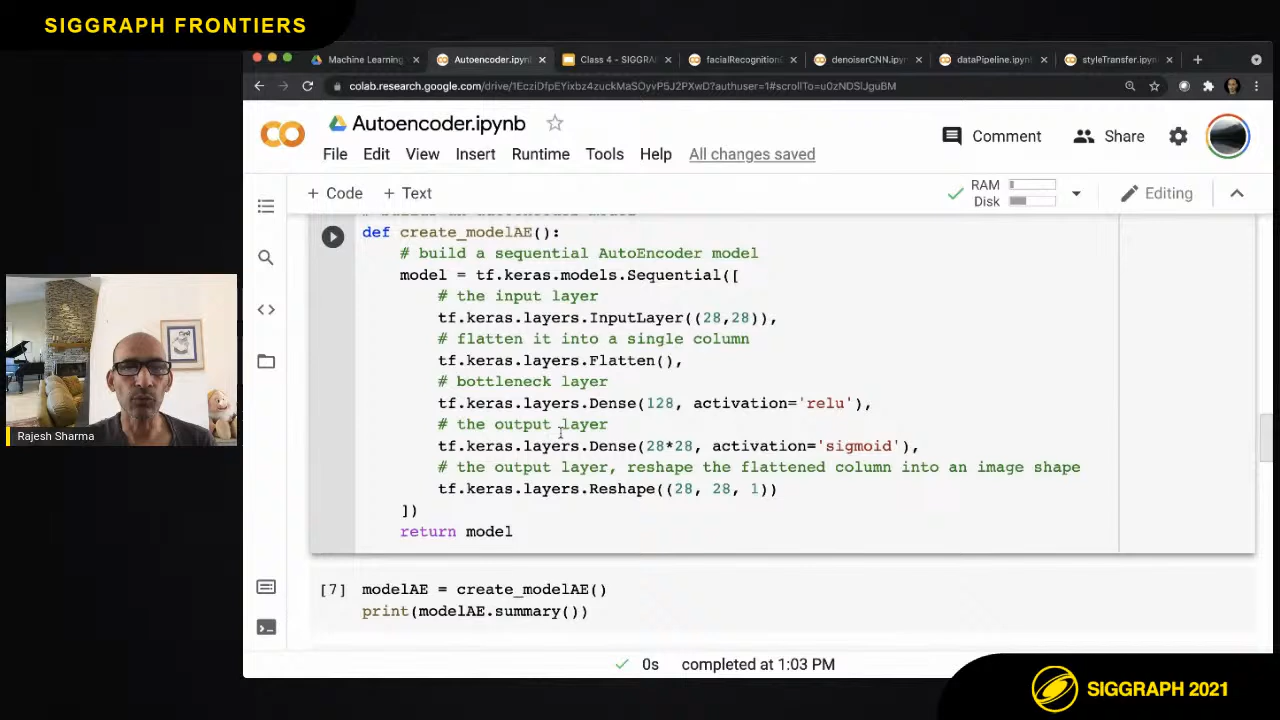 SIGGRAPH FRONTIERS
Machine Learning
Autoencoder.ipynb
Class 4 - SIGGRA
facialRecognition
denoiserCNN.ipyn
dataPipeline.ipynb
styleTransfer.ipyn
Autoencoder.ipynb
Comment
Share
File Edit View Insert Runtime Tools Help All changes saved
+ Code + Text
RAM
Disk
Editing
def create_modelAE():
# build a sequential AutoEncoder model
model = tf.keras.models.Sequential([
# the input layer
tf.keras.layers.InputLayer((28,28)),
# flatten it into a single column
tf.keras.layers.Flatten(),
# bottleneck layer
tf.keras.layers.Dense(128, activation='relu'),
# the output layer
tf.keras.layers.Dense(28*28, activation='sigmoid'),
# the output layer, reshape the flattened column into an image shape
tf.keras.layers.Reshape((28, 28, 1))
])
return model
[7] modelAE = create_modelAE()
print(modelAE.summary())
0s completed at 1:03 PM
Rajesh Sharma
SIGGRAPH 2021